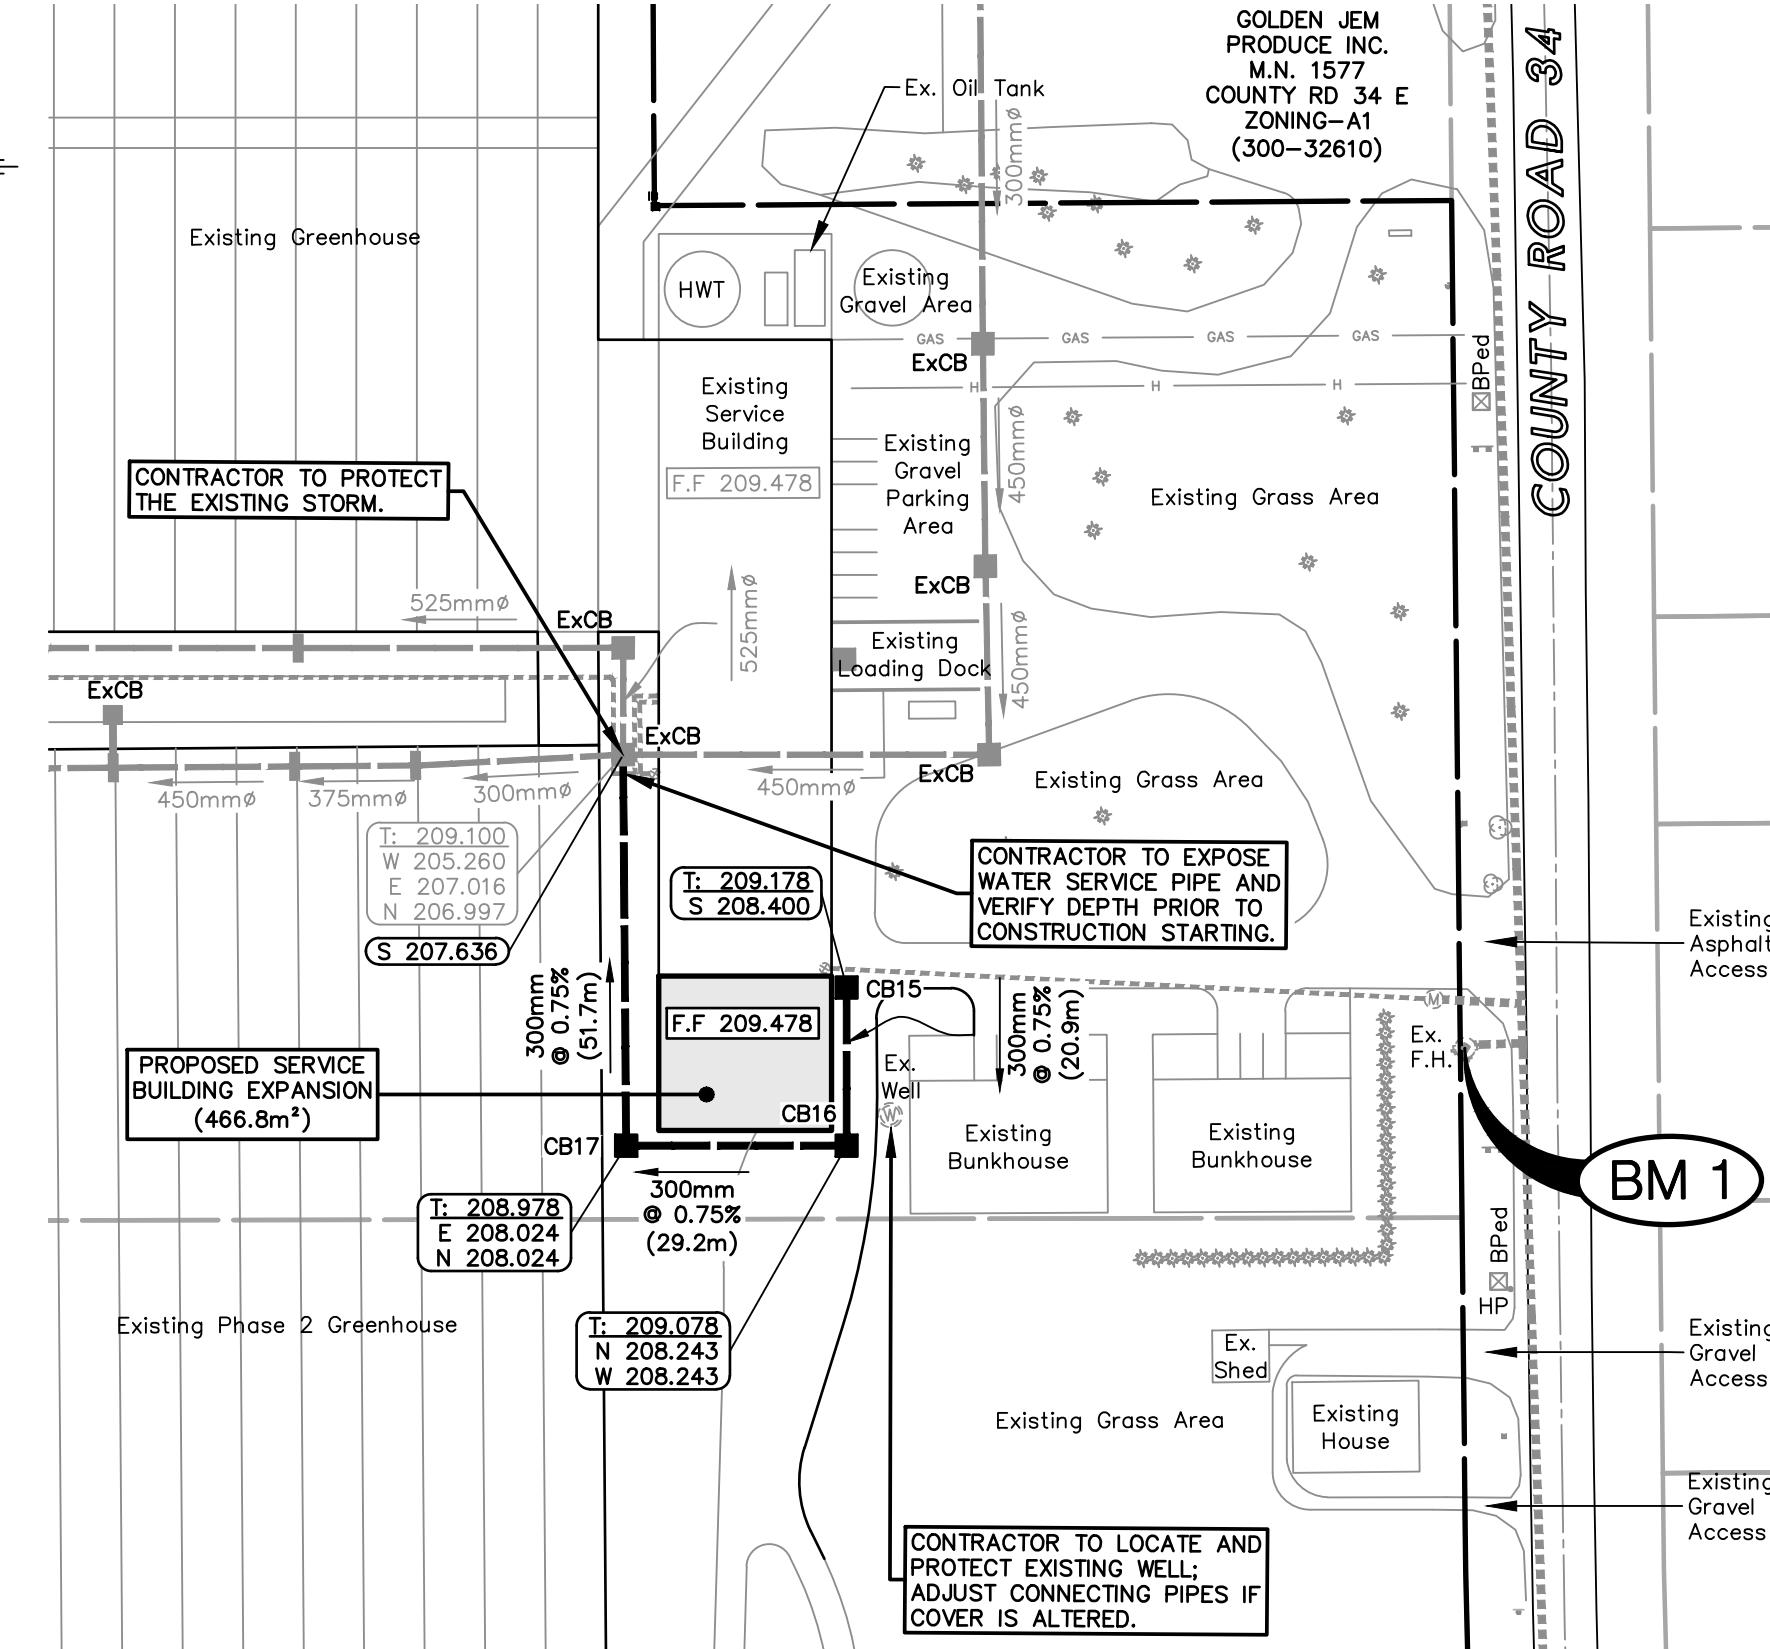 GOLDEN JEM
PRODUCE INC.
M.N. 1577
COUNTY RD 34 E
ZONING-A1
(300-32610)
COUNTY ROAD 34
Ex. Oil Tank
300mmø
Existing Greenhouse
HWT
Existing
Gravel Area
GAS
GAS
GAS
GAS
ExCB
H
H
H
BPed
Existing
Service
Building
F.F 209.478
Existing
Gravel
Parking
Area
450mmø
Existing Grass Area
CONTRACTOR TO PROTECT
THE EXISTING STORM.
525mmø
ExCB
525mmø
ExCB
Existing
Loading Dock
450mmø
ExCB
ExCB
ExCB
450mmø
375mmø
300mmø
450mmø
Existing Grass Area
T: 209.100
W 205.260
E 207.016
N 206.997
S 207.636
T: 209.178
S 208.400
CONTRACTOR TO EXPOSE
WATER SERVICE PIPE AND
VERIFY DEPTH PRIOR TO
CONSTRUCTION STARTING.
Existing
Asphalt
Access
300mm
@ 0.75%
(51.7m)
F.F 209.478
CB15
300mm
@ 0.75%
(20.9m)
M
Ex.
F.H.
PROPOSED SERVICE
BUILDING EXPANSION
(466.8m²)
Ex.
Well
W
CB16
CB17
Existing
Bunkhouse
Existing
Bunkhouse
BM 1
300mm
@ 0.75%
(29.2m)
T: 208.978
E 208.024
N 208.024
BPed
HP
Existing Phase 2 Greenhouse
T: 209.078
N 208.243
W 208.243
Ex.
Shed
Existing
Gravel
Access
Existing Grass Area
Existing
House
Existing
Gravel
Access
CONTRACTOR TO LOCATE AND
PROTECT EXISTING WELL;
ADJUST CONNECTING PIPES IF
COVER IS ALTERED.